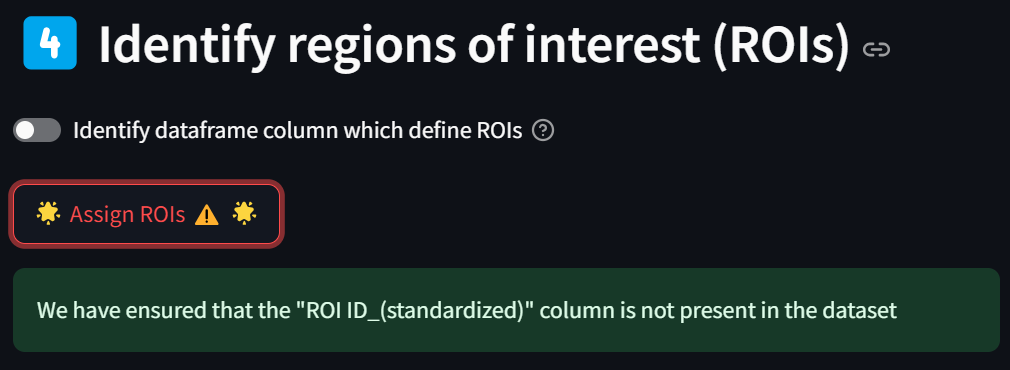 4 Identify regions of interest (ROIs)
Identify dataframe column which define ROIs ?
Assign ROIs
We have ensured that the "ROI ID_(standardized)" column is not present in the dataset